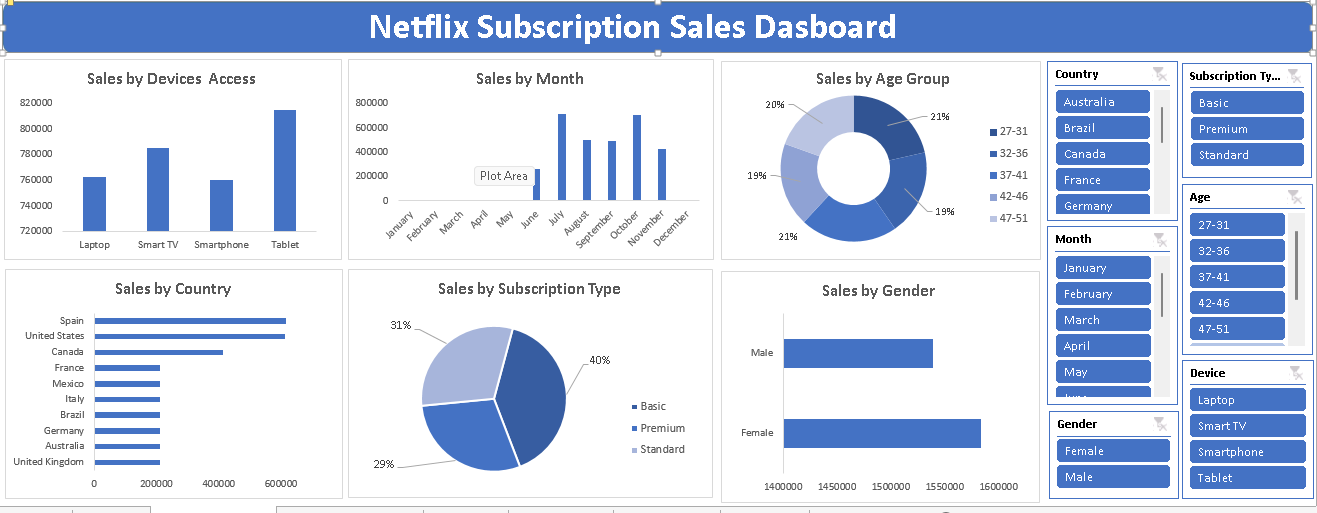 Netflix Subscription Sales Dasboard
Sales by Devices Access
820000
800000
780000
760000
740000
720000
Laptop
Smart TV
Smartphone
Tablet
Sales by Month
800000
600000
400000
200000
0
Plot Area
January
February
March
April
May
June
July
August
September
October
November
December
Sales by Age Group
20%
21%
19%
19%
21%
27-31
32-36
37-41
42-46
47-51
Country
Australia
Brazil
Canada
France
Germany
Subscription Ty...
Basic
Premium
Standard
Month
January
February
March
April
May
Age
27-31
32-36
37-41
42-46
47-51
Sales by Country
Spain
United States
Canada
France
Mexico
Italy
Brazil
Germany
Australia
United Kingdom
0
200000
400000
600000
Sales by Subscription Type
31%
40%
29%
Basic
Premium
Standard
Sales by Gender
Male
Female
1400000
1450000
1500000
1550000
1600000
Gender
Female
Male
Device
Laptop
Smart TV
Smartphone
Tablet